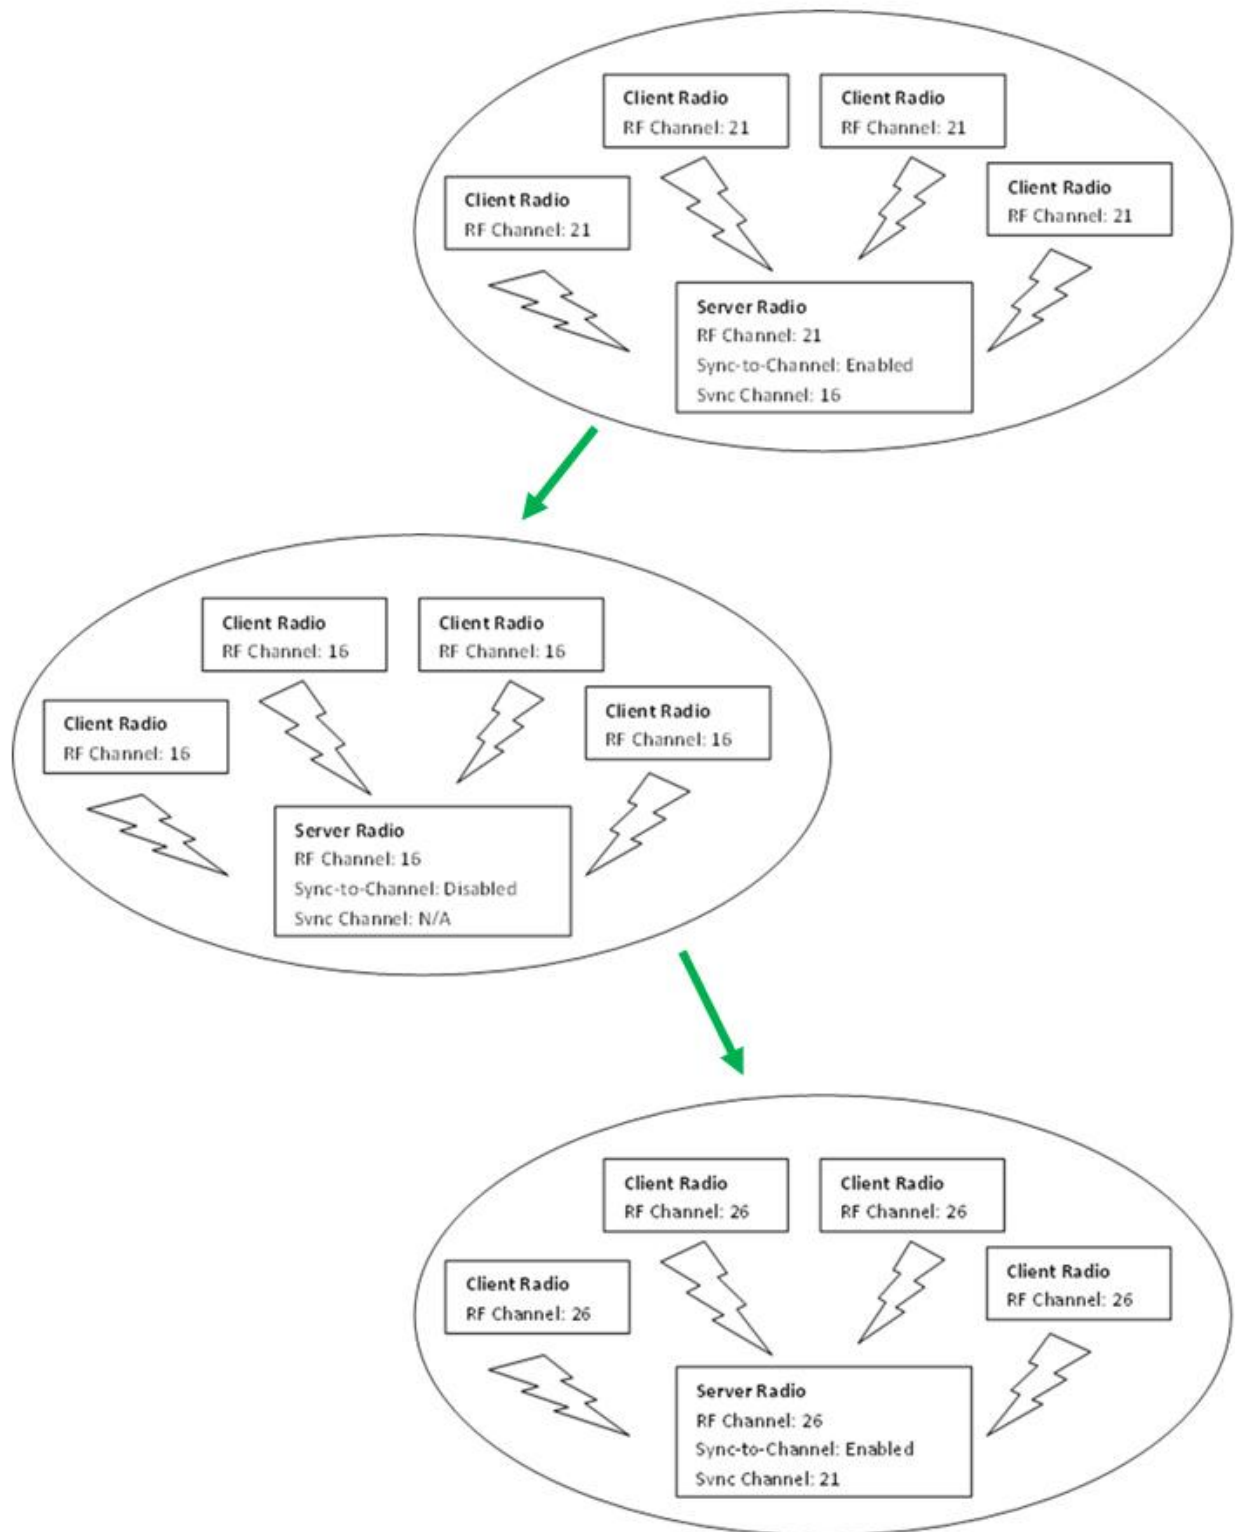 Client Radio
RF Channel: 21
Client Radio
RF Channel: 21
Client Radio
RF Channel: 21
Client Radio
RF Channel: 21
Server Radio
RF Channel: 21
Sync-to-Channel: Enabled
Sync Channel: 16
Client Radio
RF Channel: 16
Client Radio
RF Channel: 16
Client Radio
RF Channel: 16
Client Radio
RF Channel: 16
Server Radio
RF Channel: 16
Sync-to-Channel: Disabled
Sync Channel: N/A
Client Radio
RF Channel: 26
Client Radio
RF Channel: 26
Client Radio
RF Channel: 26
Client Radio
RF Channel: 26
Server Radio
RF Channel: 26
Sync-to-Channel: Enabled
Sync Channel: 21